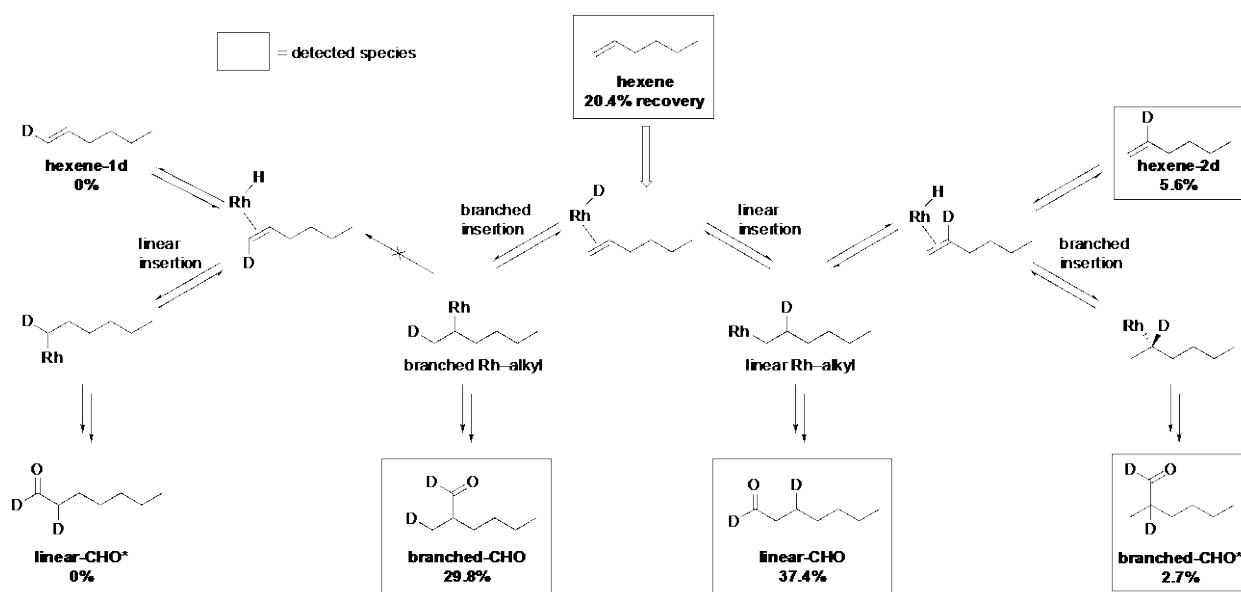 = detected species
hexene
20.4% recovery
D
hexene-1d
0%
H
Rh
D
linear
insertion
D
Rh
O
D
D
linear-CHO*
0%
branched
insertion
D
Rh
linear
insertion
Rh
D
branched Rh–alkyl
D
O
D
branched-CHO
29.8%
D
Rh
linear Rh–alkyl
O
D
D
linear-CHO
37.4%
H
Rh
D
D
hexene-2d
5.6%
branched
insertion
Rh
D
D
O
D
branched-CHO*
2.7%